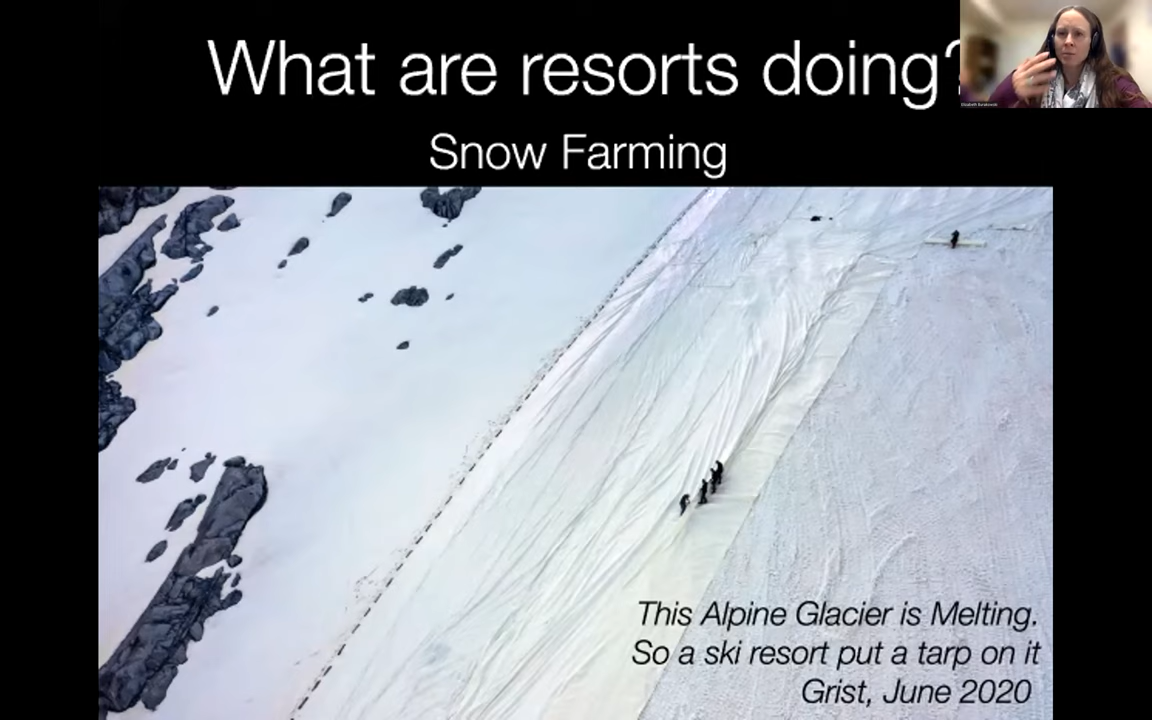 What are resorts doing?
Snow Farming
This Alpine Glacier is Melting.
So a ski resort put a tarp on it
Grist, June 2020